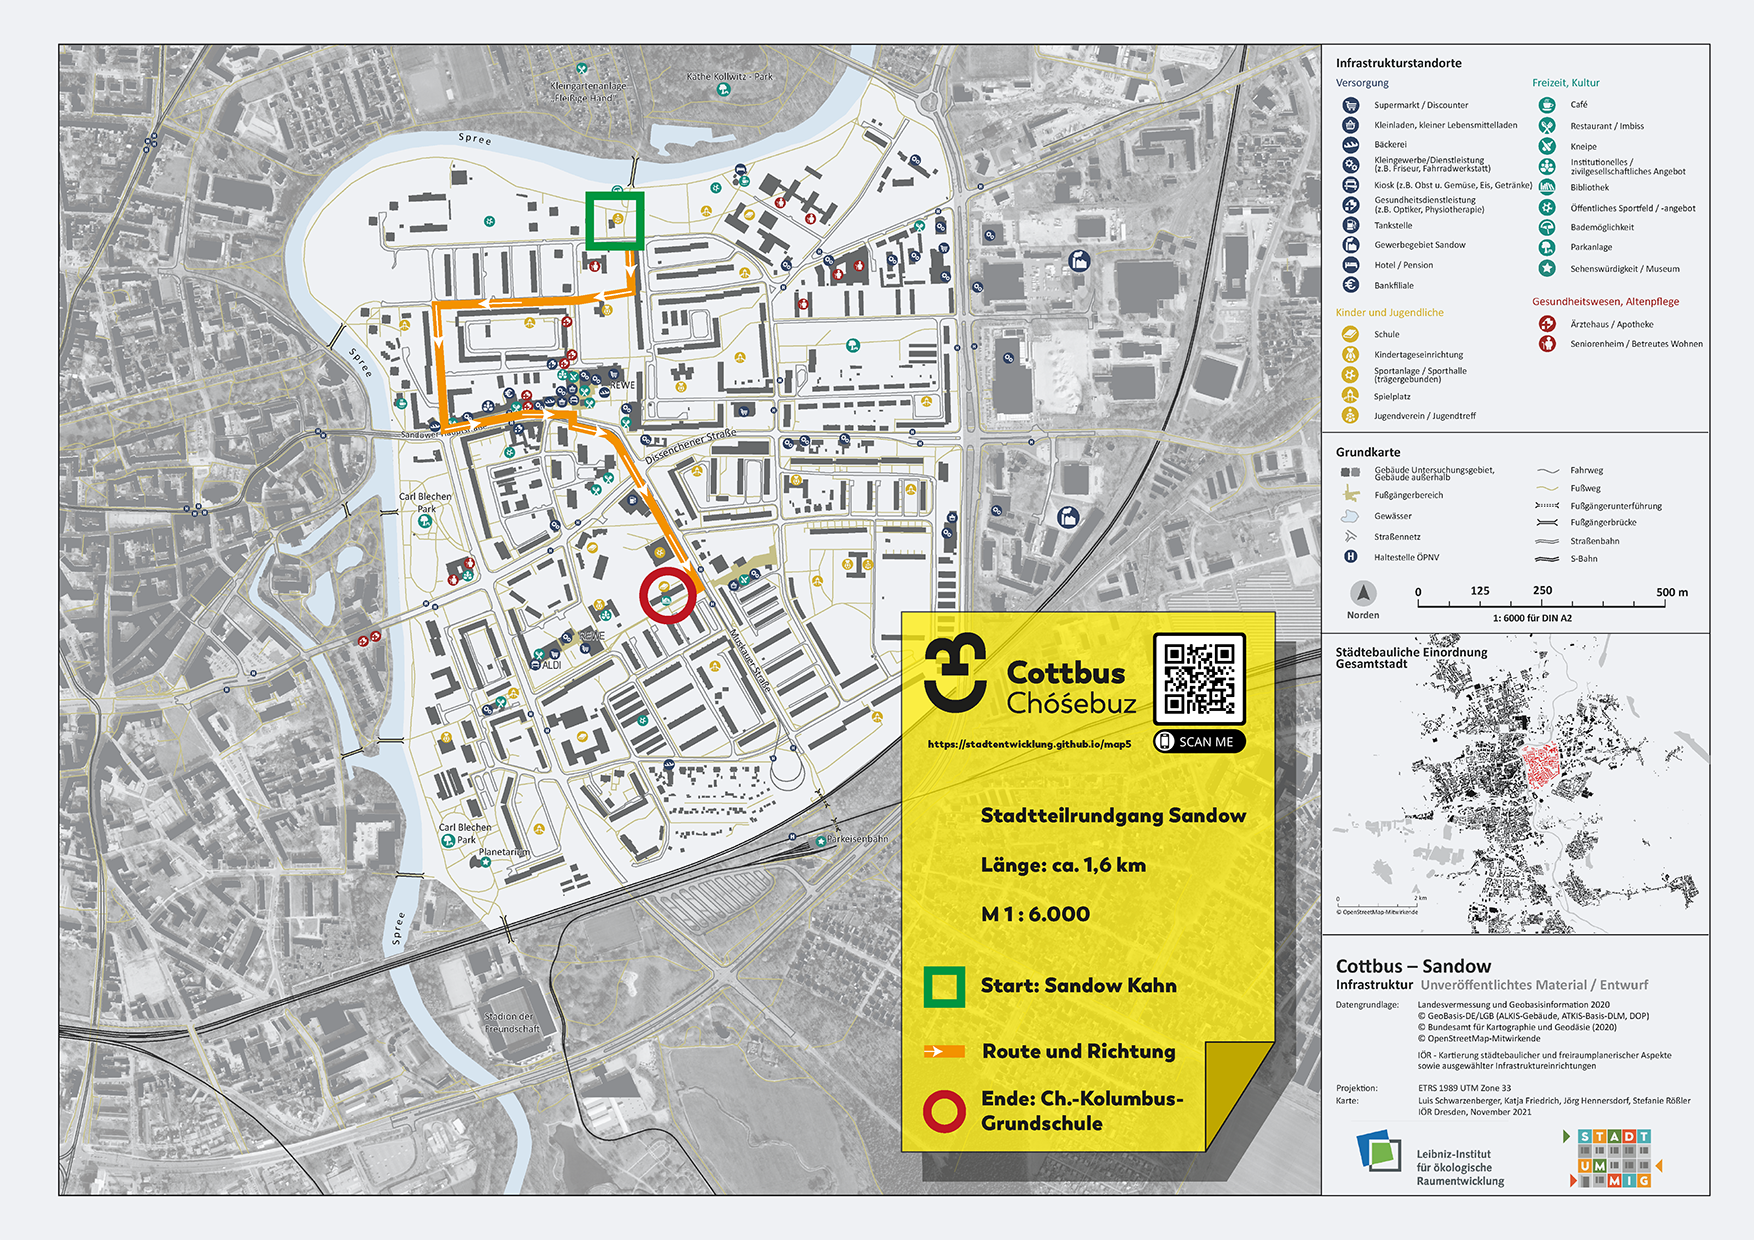 Kleingartenanlage
„Fleißige Hand"
Käthe Kollwitz - Park
Spree
Spree
REWE
Sandower Hauptstraße
Dissenchener Straße
Carl Blechen
Park
REWE
ALDI
Muskauer Straße
Carl Blechen
Park
Planetarium
Parkeisenbahn
Spree
Stadion der
Freundschaft
Cottbus
Chóśebuz
SCAN ME
https://stadtentwicklung.github.io/map5
Stadtteilrundgang Sandow
Länge: ca. 1,6 km
M 1 : 6.000
Start: Sandow Kahn
Route und Richtung
Ende: Ch.-Kolumbus-
Grundschule
Infrastrukturstandorte
Versorgung
Supermarkt / Discounter
Kleinladen, kleiner Lebensmittelladen
Bäckerei
Kleingewerbe/Dienstleistung
(z.B. Friseur, Fahrradwerkstatt)
Kiosk (z.B. Obst u. Gemüse, Eis, Getränke)
Gesundheitsdienstleistung
(z.B. Optiker, Physiotherapie)
Tankstelle
Gewerbegebiet Sandow
Hotel / Pension
Bankfiliale
Kinder und Jugendliche
Schule
Kindertageseinrichtung
Sportanlage / Sporthalle
(trägergebunden)
Spielplatz
Jugendverein / Jugendtreff
Freizeit, Kultur
Café
Restaurant / Imbiss
Kneipe
Institutionelles /
zivilgesellschaftliches Angebot
Bibliothek
Öffentliches Sportfeld / -angebot
Bademöglichkeit
Parkanlage
Sehenswürdigkeit / Museum
Gesundheitswesen, Altenpflege
Ärztehaus / Apotheke
Seniorenheim / Betreutes Wohnen
Grundkarte
Gebäude Untersuchungsgebiet,
Gebäude außerhalb
Fußgängerbereich
Gewässer
Straßennetz
H
Haltestelle ÖPNV
Fahrweg
Fußweg
Fußgängerunterführung
Fußgängerbrücke
Straßenbahn
S-Bahn
Norden
0 125 250 500 m
1: 6000 für DIN A2
Städtebauliche Einordnung
Gesamtstadt
0 2 km
© OpenStreetMap-Mitwirkende
Cottbus – Sandow
Infrastruktur Unveröffentlichtes Material / Entwurf
Datengrundlage: Landesvermessung und Geobasisinformation 2020
© GeoBasis-DE/LGB (ALKIS-Gebäude, ATKIS-Basis-DLM, DOP)
© Bundesamt für Kartographie und Geodäsie (2020)
© OpenStreetMap-Mitwirkende
IÖR - Kartierung städtebaulicher und freiraumplanerischer Aspekte
sowie ausgewählter Infrastruktureinrichtungen
Projektion: ETRS 1989 UTM Zone 33
Karte: Luis Schwarzenberger, Katja Friedrich, Jörg Hennersdorf, Stefanie Rößler
IÖR Dresden, November 2021
Leibniz-Institut
für ökologische
Raumentwicklung
STADT
UM
MIG